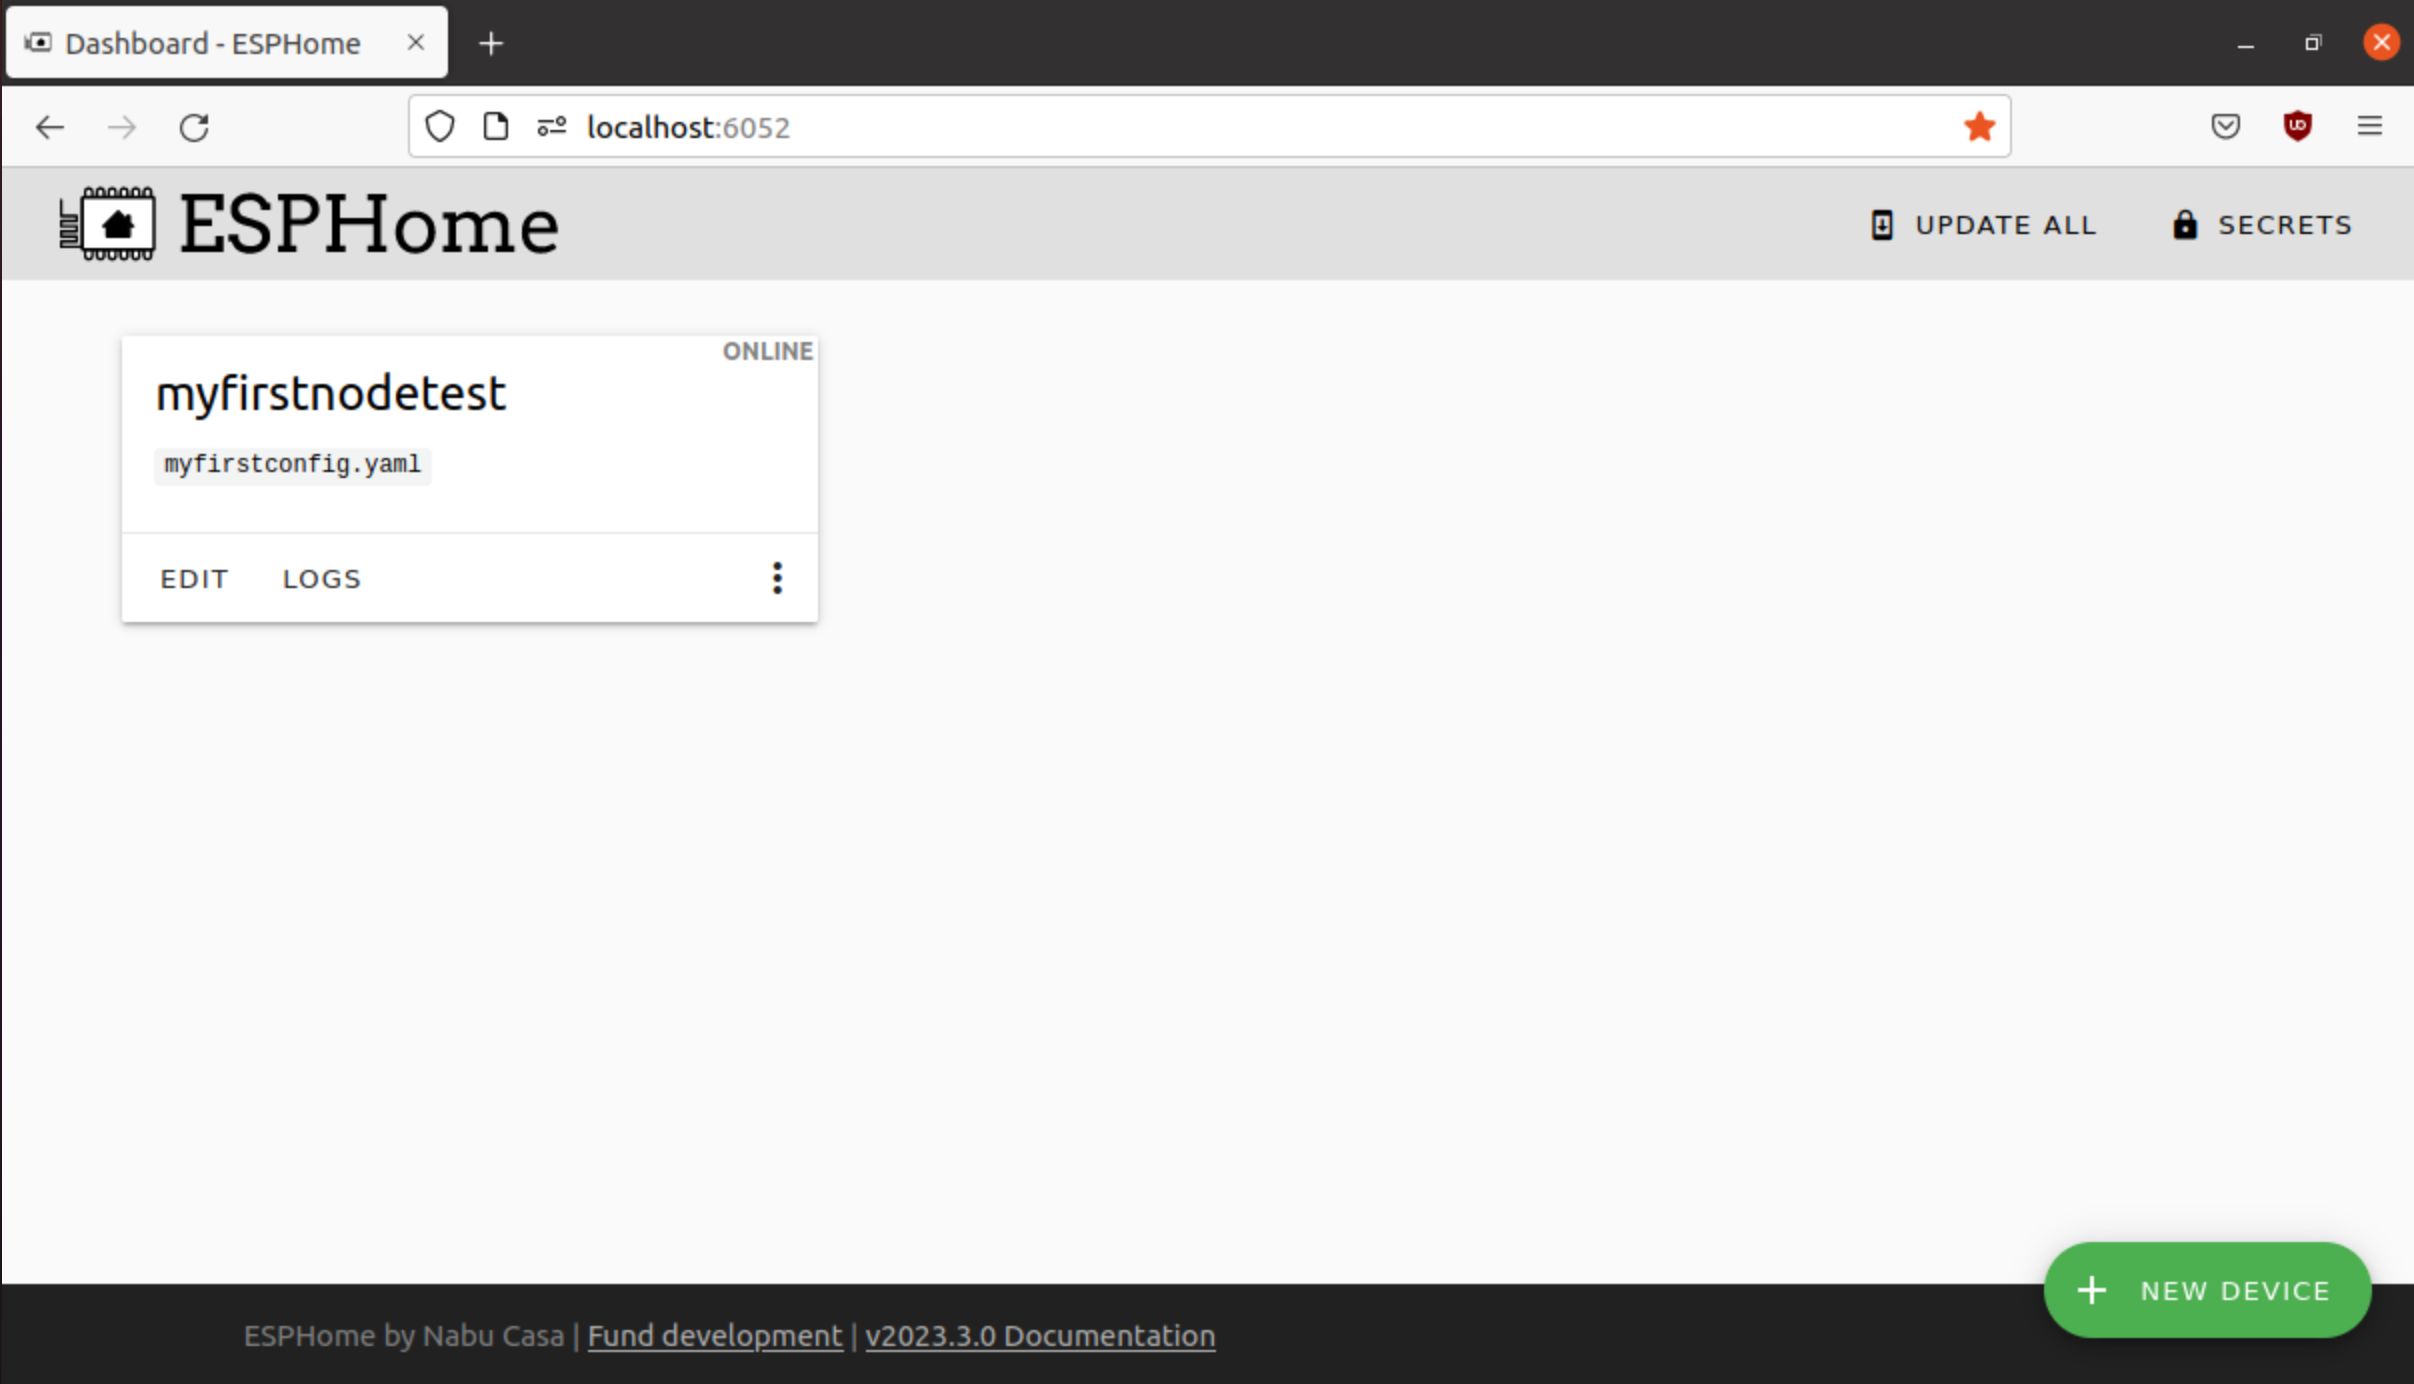 Dashboard - ESPHome
localhost:6052
ESPHome
UPDATE ALL
SECRETS
ONLINE
myfirstnodetest
myfirstconfig.yaml
EDIT LOGS
NEW DEVICE
ESPHome by Nabu Casa | Fund development | v2023.3.0 Documentation